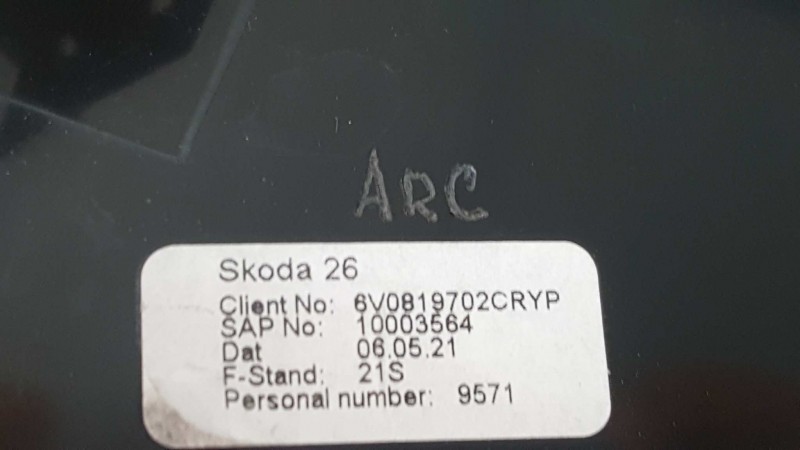 ARC
Skoda 26
Client No: 6V0819702CRYP
SAP No: 10003564
Dat 06.05.21
F-Stand: 21S
Personal number: 9571